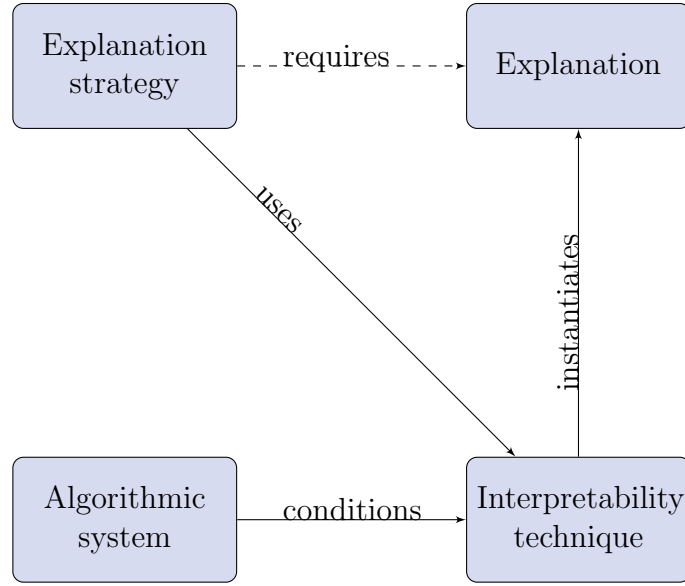 Explanation
strategy
requires
Explanation
uses
instantiates
Algorithmic
system
conditions
Interpretability
technique